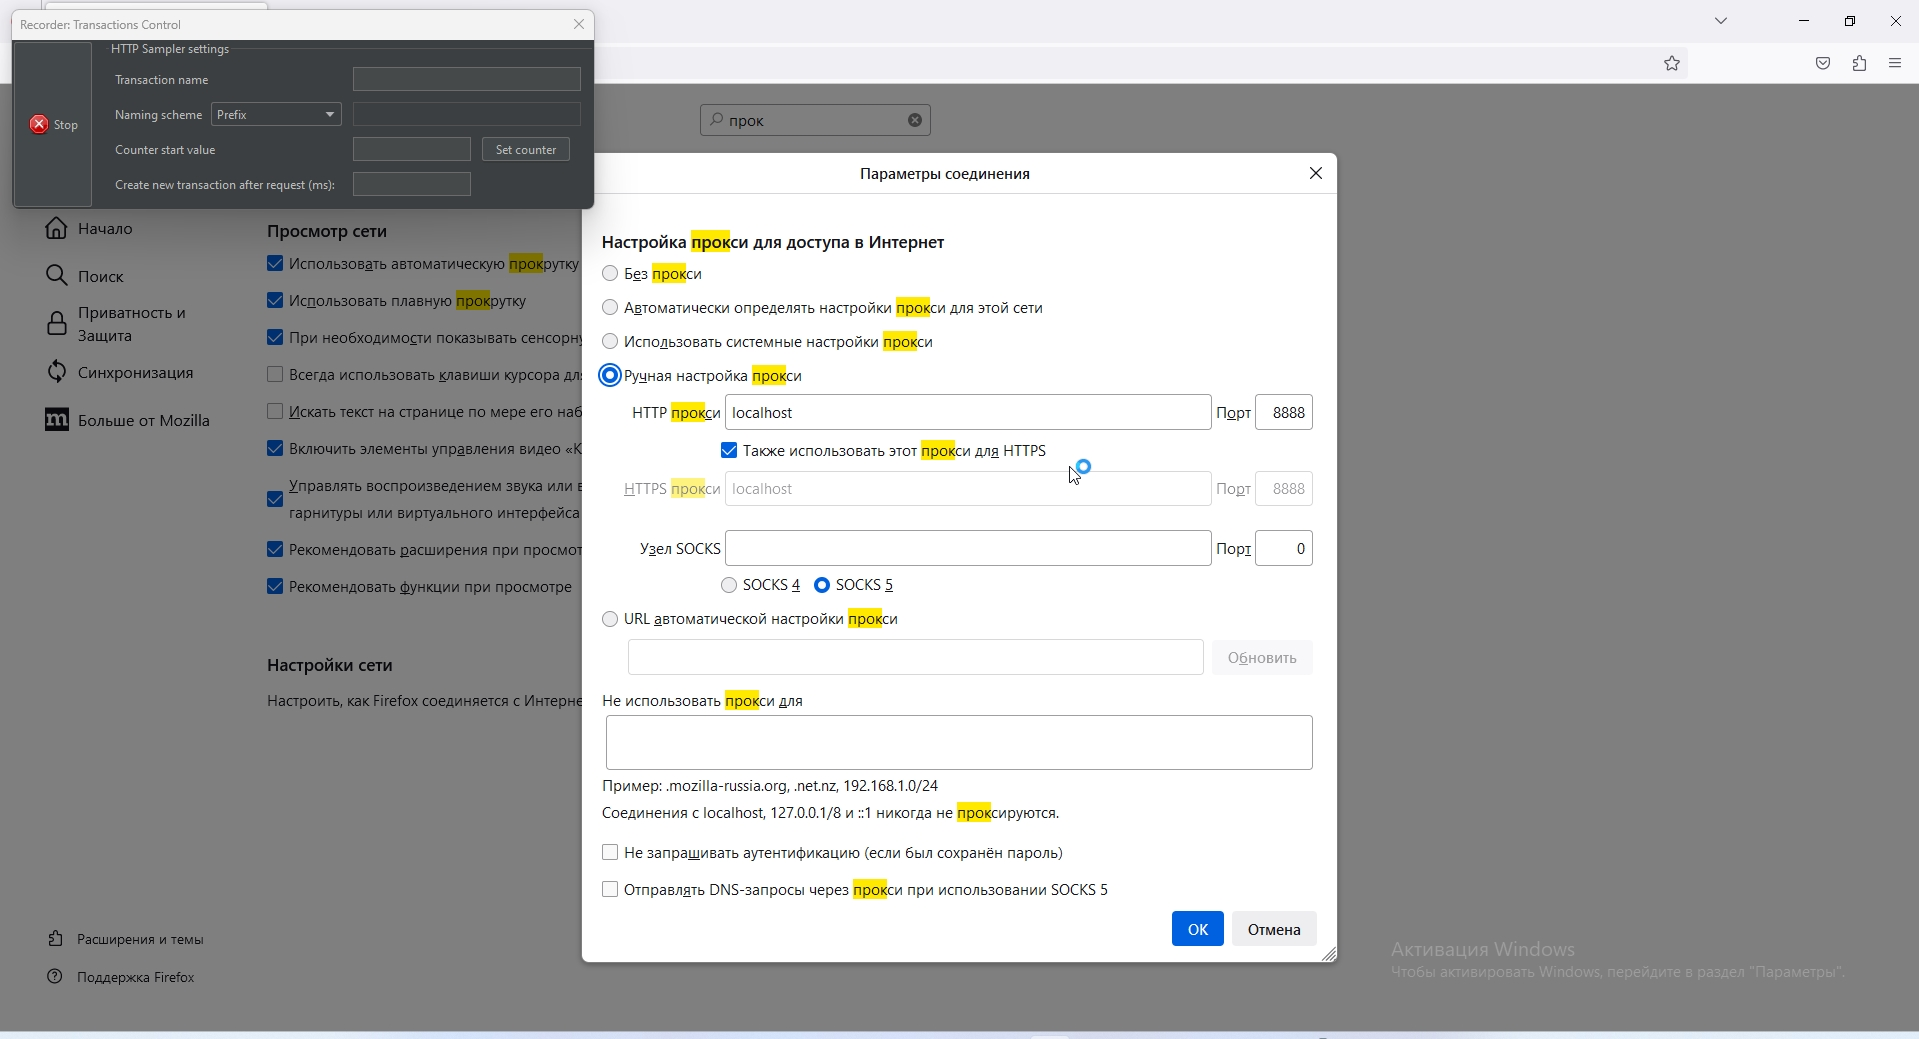 Recorder: Transactions Control
HTTP Sampler settings
Transaction name
Naming scheme Prefix
Stop
Counter start value Set counter
Create new transaction after request (ms):
прок
Начало
Поиск
Приватность и
Защита
Синхронизация
Больше от Mozilla
Расширения и темы
Поддержка Firefox
Просмотр сети
Использовать автоматическую прокрутку
Использовать плавную прокрутку
При необходимости показывать
Всегда использовать клавиши курсора
Искать текст на странице по мере его
Включить элементы управления видео
Управлять воспроизведением звука или
гарнитуры или виртуального интерфейса
Рекомендовать расширения при
Рекомендовать функции при просмотре
Настройки сети
Настроить, как Firefox соединяется с
Параметры соединения
Настройка прокси для доступа в Интернет
Без прокси
Автоматически определять настройки прокси для этой сети
Использовать системные настройки прокси
Ручная настройка прокси
HTTP прокси localhost Порт 8888
Также использовать этот прокси для HTTPS
HTTPS прокси localhost Порт 8888
Узел SOCKS Порт 0
SOCKS 4 SOCKS 5
URL автоматической настройки прокси
Обновить
Не использовать прокси для
Пример: .mozilla-russia.org, .net.nz, 192.168.1.0/24
Соединения с localhost, 127.0.0.1/8 и ::1 никогда не проксируются.
Не запрашивать аутентификацию (если был сохранён пароль)
Отправлять DNS-запросы через прокси при использовании SOCKS 5
OK Отмена
Активация Windows
Чтобы активировать Windows, перейдите в раздел "Параметры".